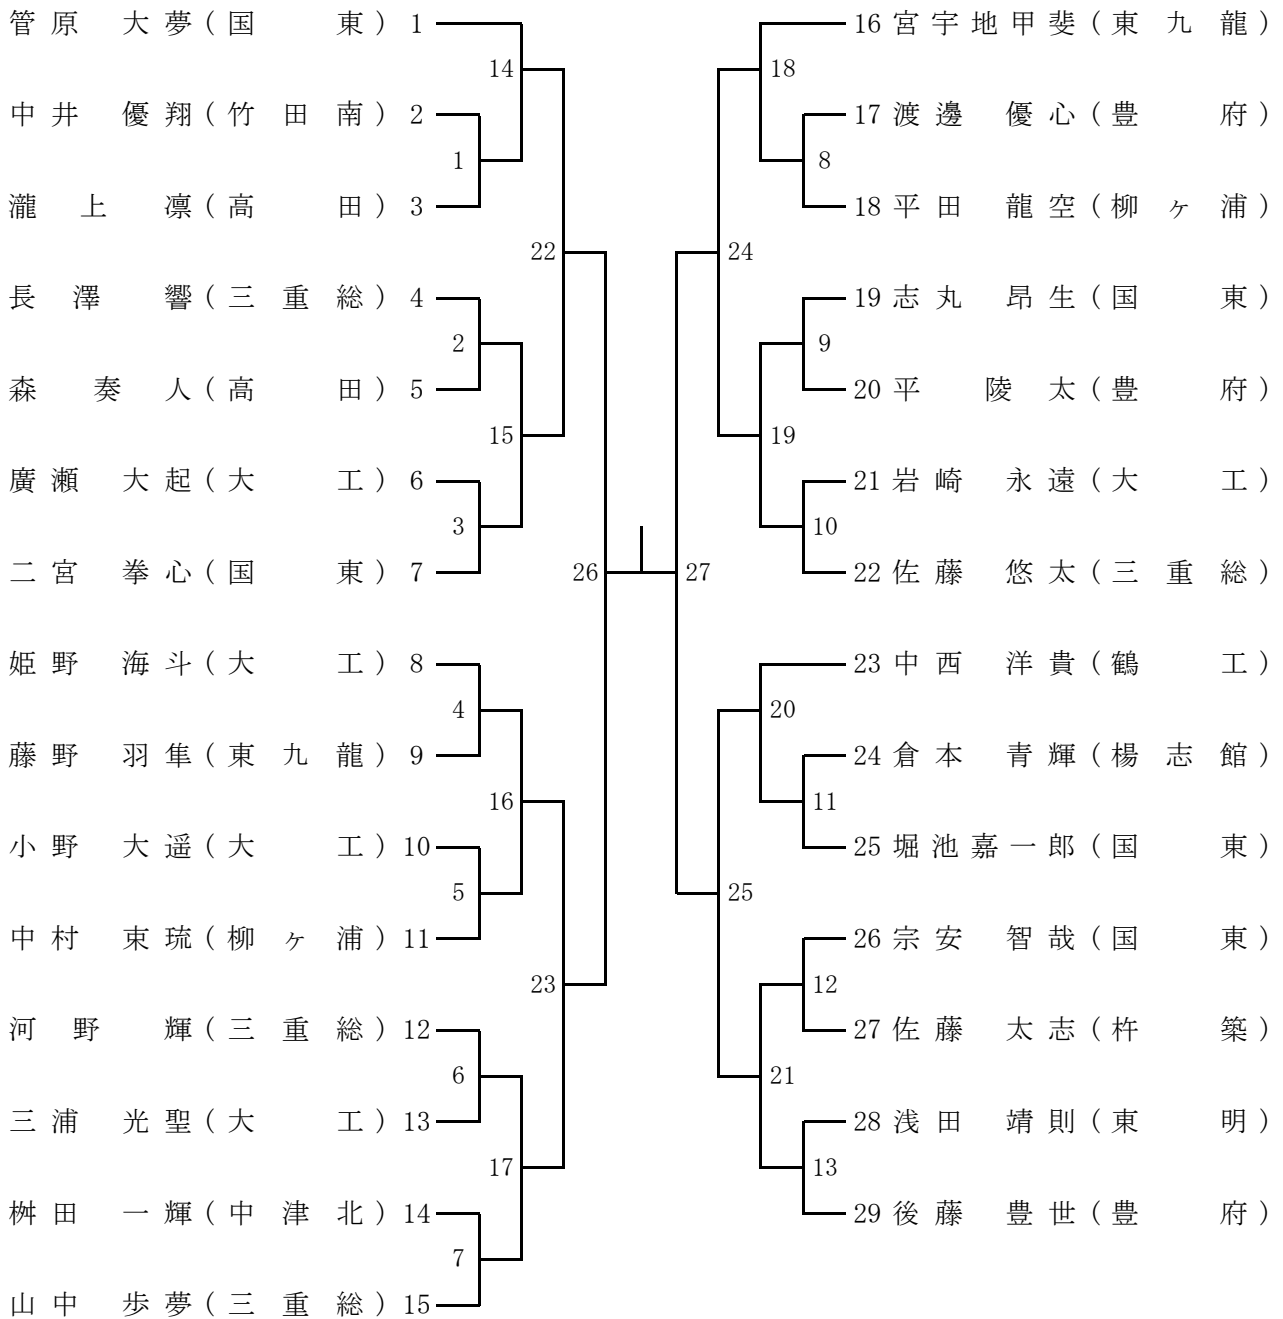 管原 大夢(国東) 1
14
中井 優翔(竹田南) 2
1
瀧上 凛(高田) 3
22
長澤 響(三重総) 4
2
森 奏人(高田) 5
15
廣瀬 大起(大工) 6
3
二宮 拳心(国東) 7
26
姫野 海斗(大工) 8
4
藤野 羽隼(東九龍) 9
16
小野 大遥(大工) 10
5
中村 束琉(柳ヶ浦) 11
23
河野 輝(三重総) 12
6
三浦 光聖(大工) 13
17
桝田 一輝(中津北) 14
7
山中 歩夢(三重総) 15
16 宮宇地甲斐(東九龍)
18
17 渡邊 優心(豊府)
8
18 平田 龍空(柳ヶ浦)
24
19 志丸 昂生(国東)
9
20 平 陵太(豊府)
19
21 岩崎 永遠(大工)
10
22 佐藤 悠太(三重総)
27
23 中西 洋貴(鶴工)
20
24 倉本 青輝(楊志館)
11
25 堀池嘉一郎(国東)
25
26 宗安 智哉(国東)
12
27 佐藤 太志(杵築)
21
28 浅田 靖則(東明)
13
29 後藤 豊世(豊府)